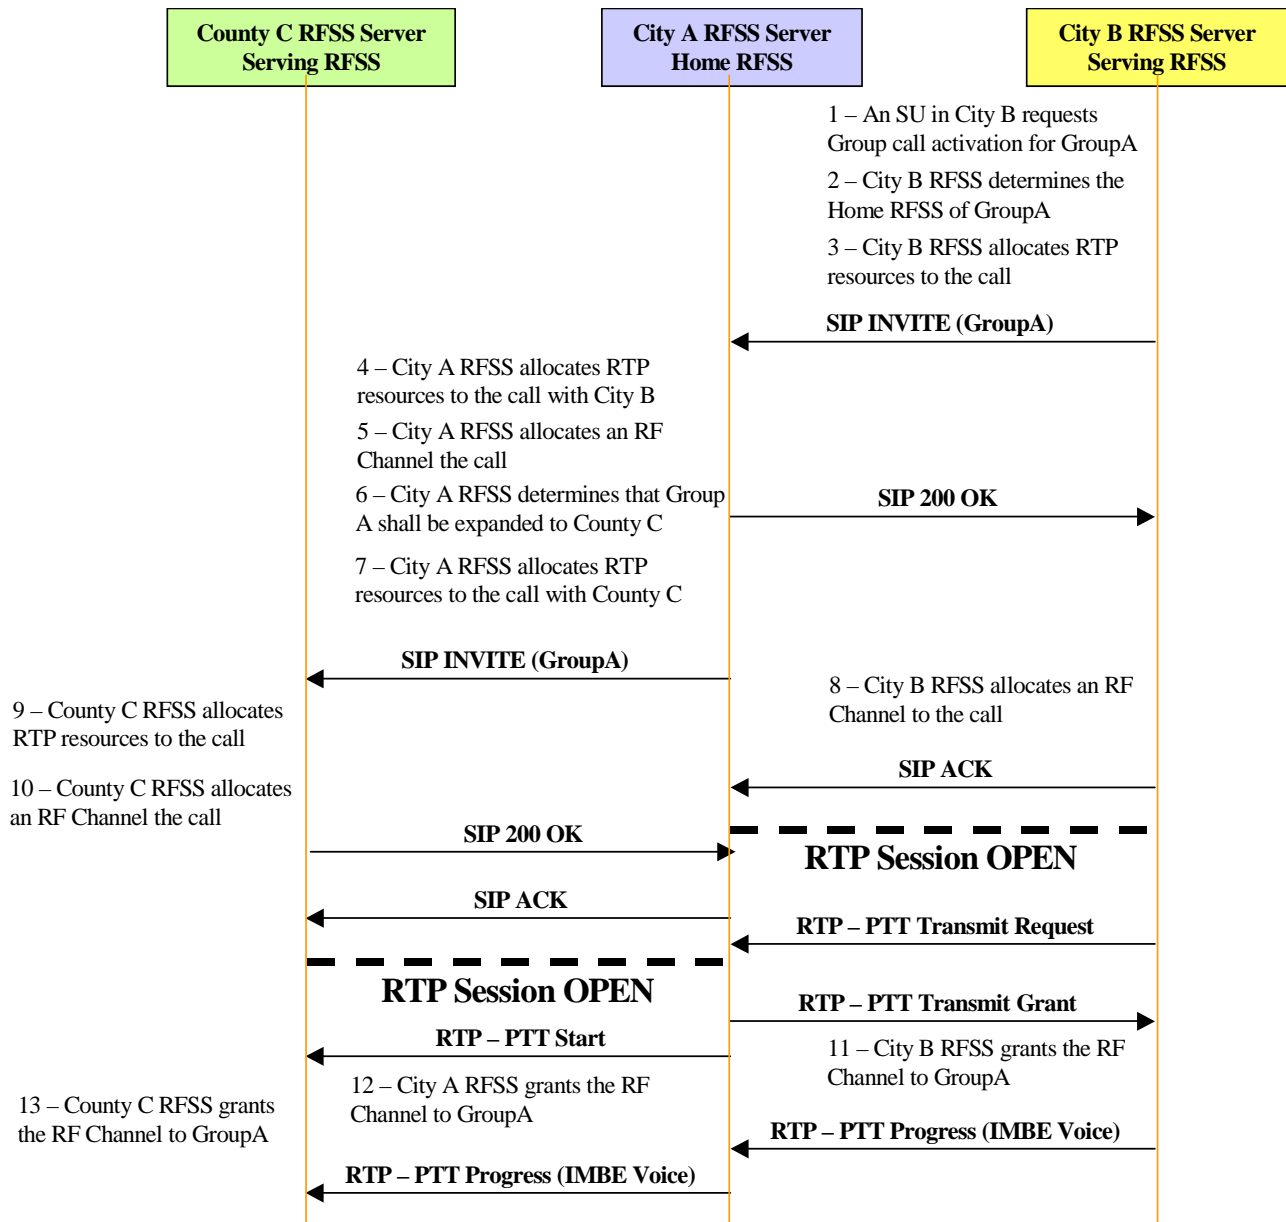 County C RFSS Server
Serving RFSS
City A RFSS Server
Home RFSS
City B RFSS Server
Serving RFSS
1 – An SU in City B requests
Group call activation for GroupA
2 – City B RFSS determines the
Home RFSS of GroupA
3 – City B RFSS allocates RTP
resources to the call
SIP INVITE (GroupA)
4 – City A RFSS allocates RTP
resources to the call with City B
5 – City A RFSS allocates an RF
Channel the call
6 – City A RFSS determines that Group
A shall be expanded to County C
SIP 200 OK
7 – City A RFSS allocates RTP
resources to the call with County C
SIP INVITE (GroupA)
8 – City B RFSS allocates an RF
Channel to the call
9 – County C RFSS allocates
RTP resources to the call
SIP ACK
10 – County C RFSS allocates
an RF Channel the call
SIP 200 OK
RTP Session OPEN
SIP ACK
RTP – PTT Transmit Request
RTP Session OPEN
RTP – PTT Transmit Grant
RTP – PTT Start
11 – City B RFSS grants the RF
Channel to GroupA
12 – City A RFSS grants the RF
Channel to GroupA
13 – County C RFSS grants
the RF Channel to GroupA
RTP – PTT Progress (IMBE Voice)
RTP – PTT Progress (IMBE Voice)